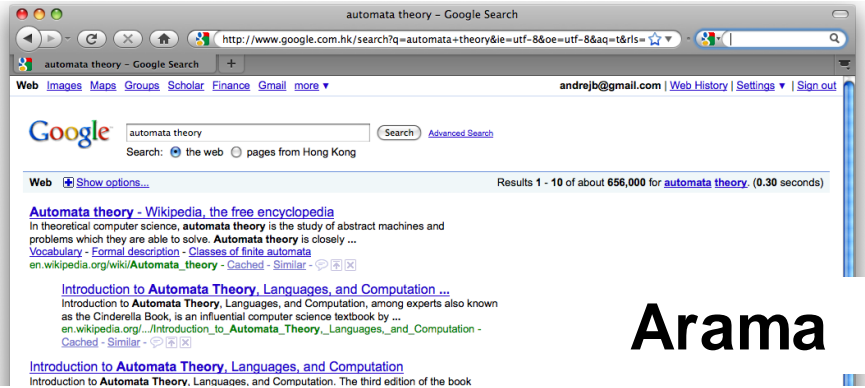 automata theory – Google Search
http://www.google.com.hk/search?q=automata+theory&ie=utf-8&oe=utf-8&aq=t&rls=
automata theory – Google Search
Web Images Maps Groups Scholar Finance Gmail more ▼ andrejb@gmail.com | Web History | Settings ▼ | Sign out
Google automata theory Search Advanced Search
Search: the web pages from Hong Kong
Web Show options... Results 1 - 10 of about 656,000 for automata theory. (0.30 seconds)
Automata theory - Wikipedia, the free encyclopedia
In theoretical computer science, automata theory is the study of abstract machines and
problems which they are able to solve. Automata theory is closely ...
Vocabulary - Formal description - Classes of finite automata
en.wikipedia.org/wiki/Automata_theory - Cached - Similar -
Introduction to Automata Theory, Languages, and Computation ...
Introduction to Automata Theory, Languages, and Computation, among experts also known
as the Cinderella Book, is an influential computer science textbook by ...
en.wikipedia.org/.../Introduction_to_Automata_Theory,_Languages,_and_Computation -
Cached - Similar -
Arama
Introduction to Automata Theory, Languages, and Computation
Introduction to Automata Theory, Languages, and Computation. The third edition of the book